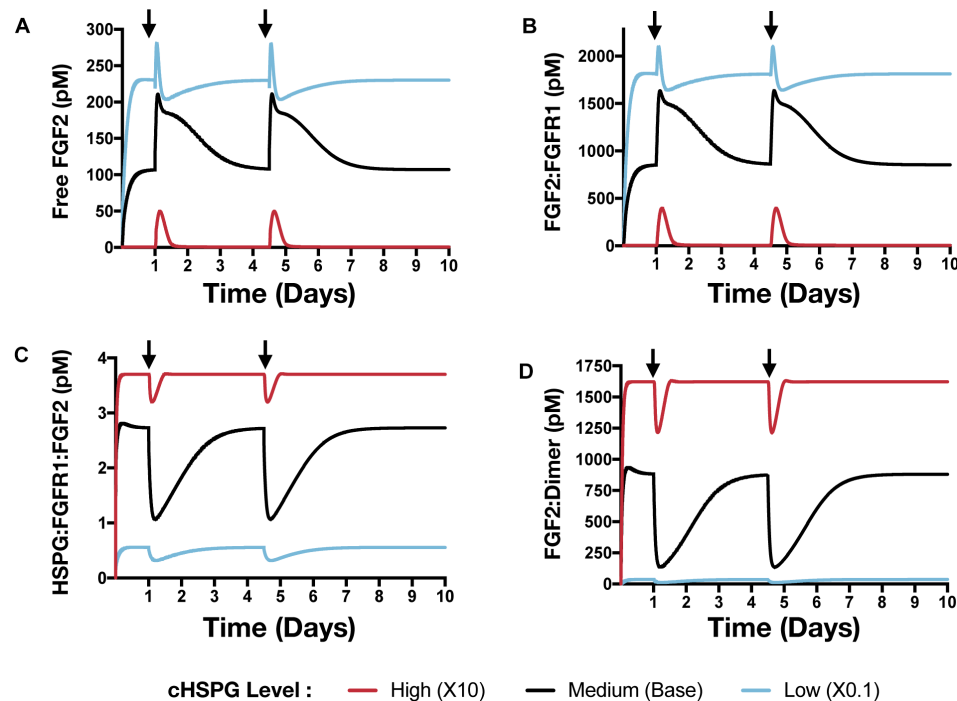 A
Free FGF2 (pM)
300
250
200
150
100
50
0
1 2 3 4 5 6 7 8 9 10
Time (Days)
B
FGF2:FGFR1 (pM)
2000
1500
1000
500
0
1 2 3 4 5 6 7 8 9 10
Time (Days)
C
HSPG:FGFR1:FGF2 (pM)
4
3
2
1
0
1 2 3 4 5 6 7 8 9 10
Time (Days)
D
FGF2:Dimer (pM)
1750
1500
1250
1000
750
500
250
0
1 2 3 4 5 6 7 8 9 10
Time (Days)
cHSPG Level : High (X10) Medium (Base) Low (X0.1)